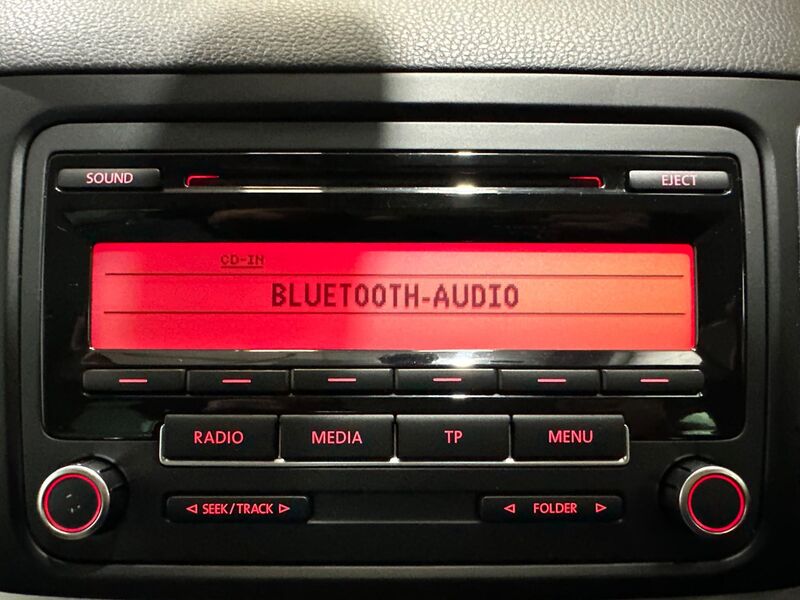 SOUND
EJECT
CD-IN
BLUETOOTH-AUDIO
RADIO
MEDIA
TP
MENU
SEEK/TRACK
FOLDER